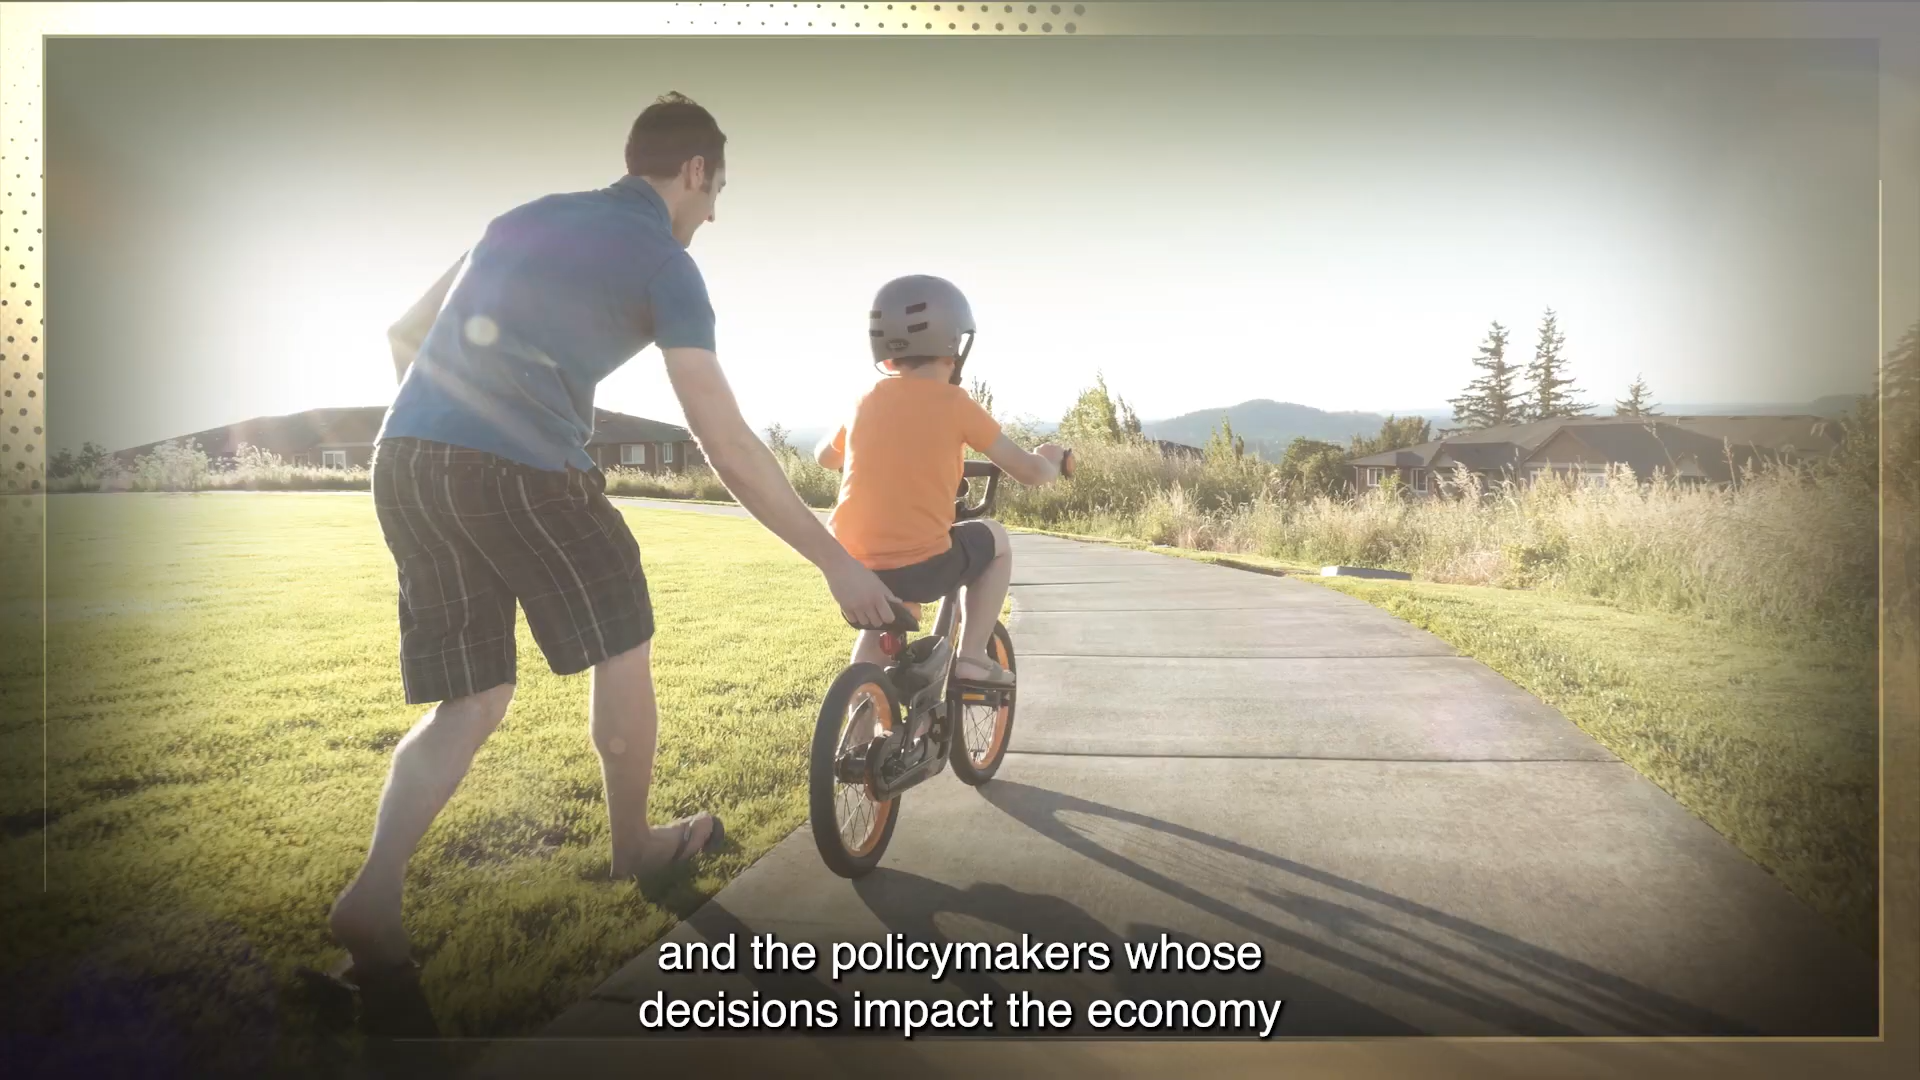 and the policymakers whose
decisions impact the economy